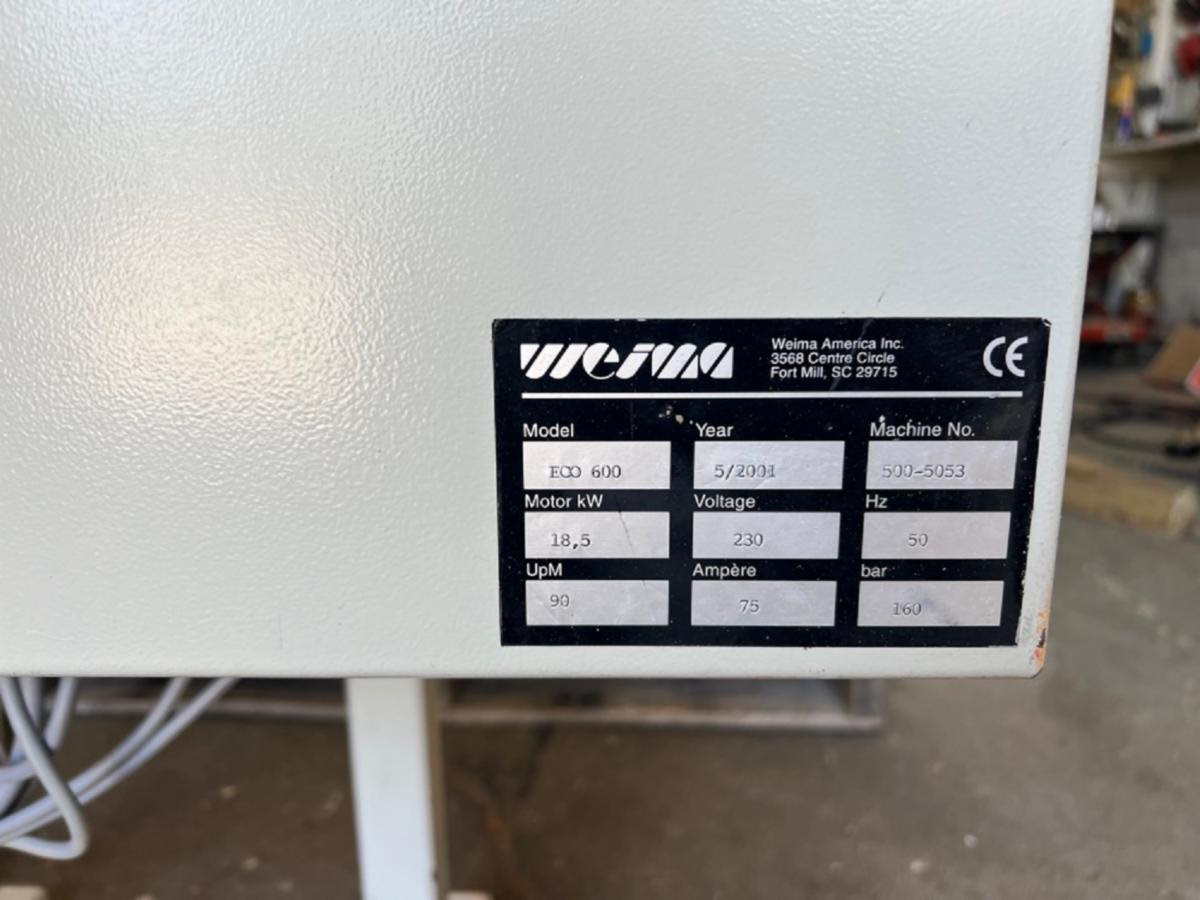 weima
Weima America Inc.
3568 Centre Circle
Fort Mill, SC 29715
CE
Model Year Machine No.
ECO 600 5/2001 500-5053
Motor kW Voltage Hz
18,5 230 50
UpM Ampère bar
90 75 160